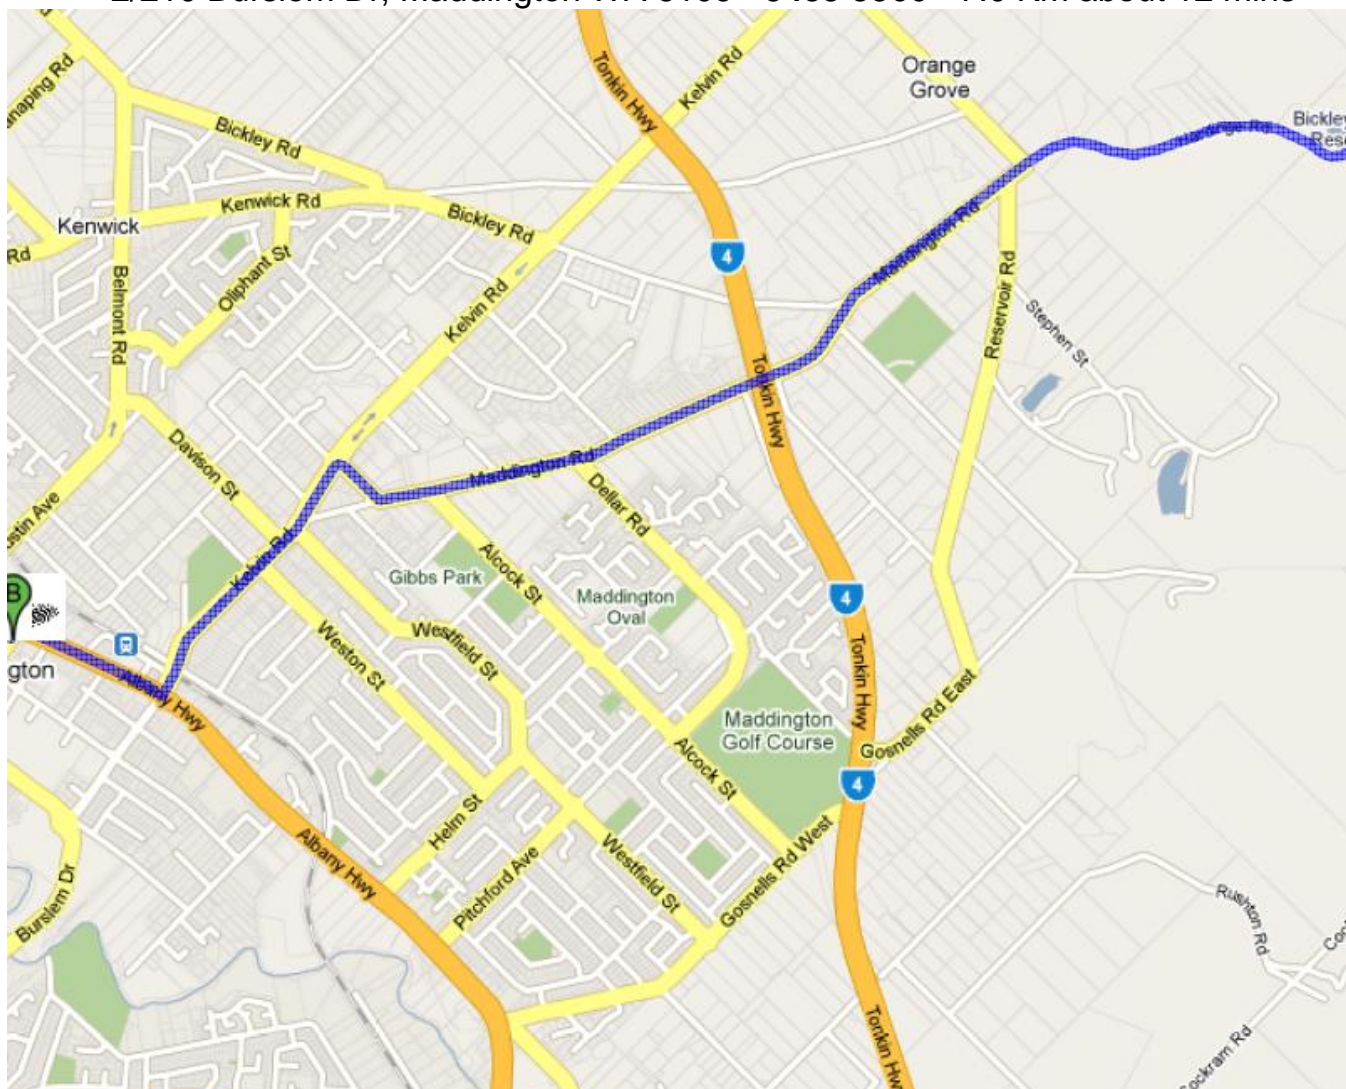 Orange
Grove
Tonkin Hwy
Kelvin Rd
Bickley
Bickley Rd
Kenwick Rd
Kenwick
Bickley Rd
Rd
Oliphant St
4
Maddington Rd
Belmont Rd
Kelvin Rd
Reservoir Rd
Stephen St
Tonkin Hwy
Davison St
Maddington Rd
Dellar Rd
Kelvin Rd
Alcock St
Gibbs Park
Maddington
Oval
4
B
Westfield St
Weston St
Tonkin Hwy
gton
Albany Hwy
Maddington
Golf Course
Gosnells Rd East
Alcock St
4
Helm St
Albany Hwy
Pitchford Ave
Westfield St
Gosnells Rd West
Burslem Dr
Rushton Rd
Tonkin Hwy
Cockram Rd